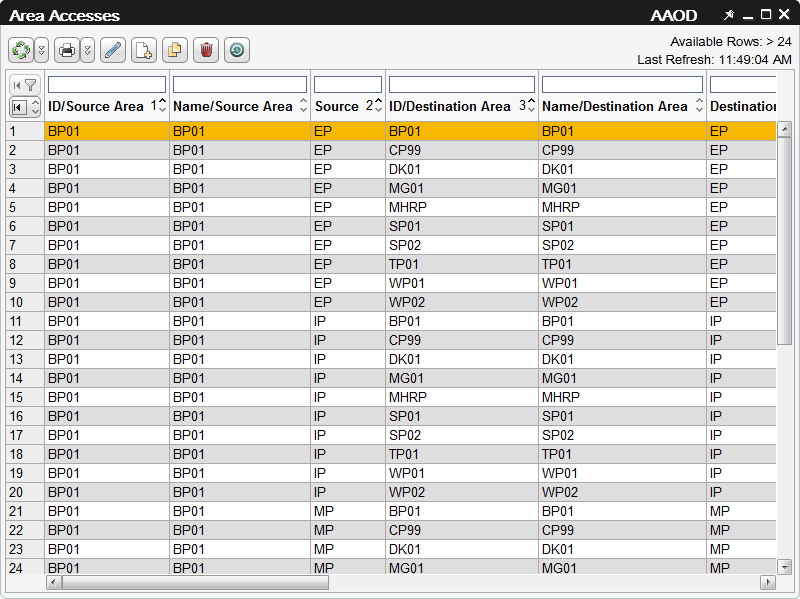 Area Accesses AAOD
Available Rows: > 24
Last Refresh: 11:49:04 AM
ID/Source Area 1 Name/Source Area Source 2 ID/Destination Area 3 Name/Destination Area Destination
1 BP01 BP01 EP BP01 BP01 EP
2 BP01 BP01 EP CP99 CP99 EP
3 BP01 BP01 EP DK01 DK01 EP
4 BP01 BP01 EP MG01 MG01 EP
5 BP01 BP01 EP MHRP MHRP EP
6 BP01 BP01 EP SP01 SP01 EP
7 BP01 BP01 EP SP02 SP02 EP
8 BP01 BP01 EP TP01 TP01 EP
9 BP01 BP01 EP WP01 WP01 EP
10 BP01 BP01 EP WP02 WP02 EP
11 BP01 BP01 IP BP01 BP01 IP
12 BP01 BP01 IP CP99 CP99 IP
13 BP01 BP01 IP DK01 DK01 IP
14 BP01 BP01 IP MG01 MG01 IP
15 BP01 BP01 IP MHRP MHRP IP
16 BP01 BP01 IP SP01 SP01 IP
17 BP01 BP01 IP SP02 SP02 IP
18 BP01 BP01 IP TP01 TP01 IP
19 BP01 BP01 IP WP01 WP01 IP
20 BP01 BP01 IP WP02 WP02 IP
21 BP01 BP01 MP BP01 BP01 MP
22 BP01 BP01 MP CP99 CP99 MP
23 BP01 BP01 MP DK01 DK01 MP
24 BP01 BP01 MP MG01 MG01 MP